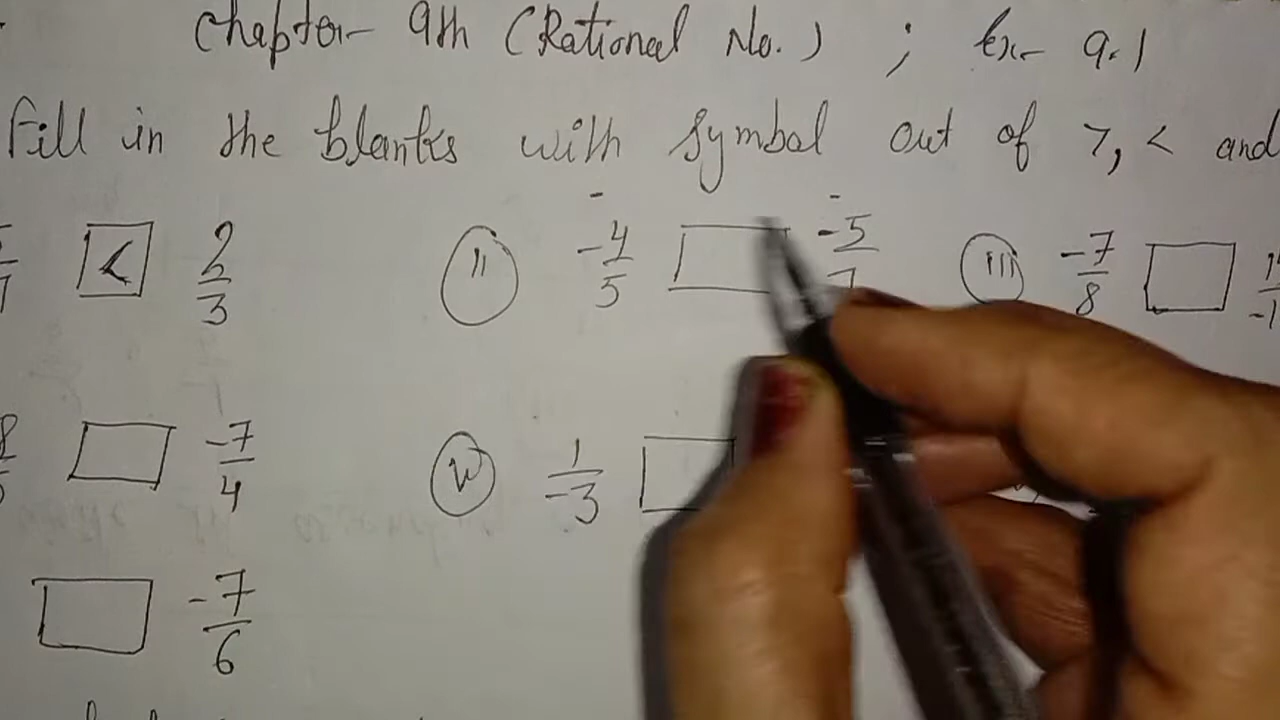 Chapter- 9th (Rational No.) ; Ex- 9.1
Fill in the blanks with symbol out of >, < and
< 2/3 (ii) -4/5 □ -5/7 (iii) -7/8 □
□ -7/4 (v) 1/-3 □
□ -7/6